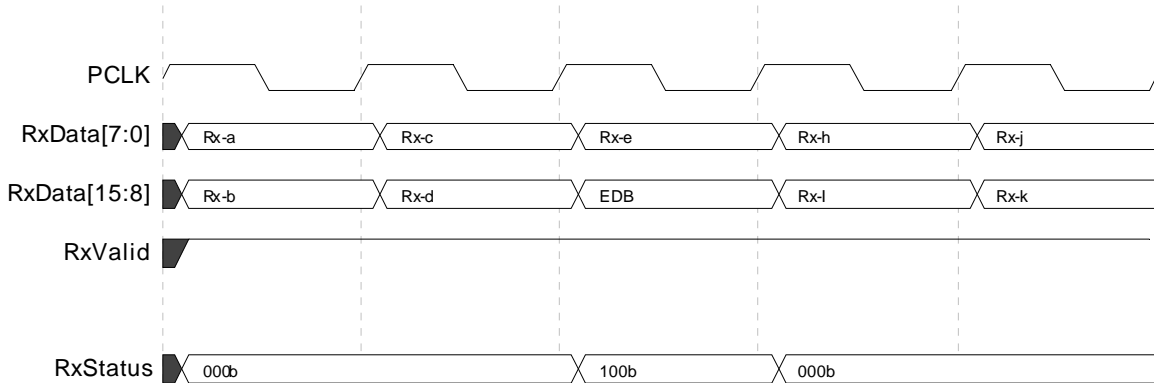 PCLK
RxData[7:0] Rx-a Rx-c Rx-e Rx-h Rx-j
RxData[15:8] Rx-b Rx-d EDB Rx-l Rx-k
RxValid
RxStatus 000b 100b 000b